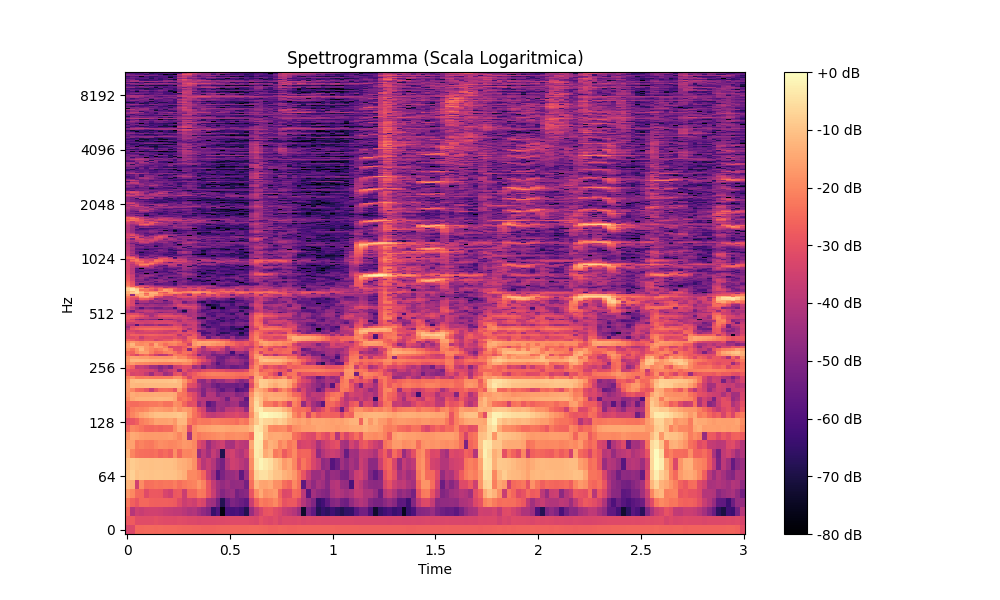 Spettrogramma (Scala Logaritmica)
Hz
8192
4096
2048
1024
512
256
128
64
0
0
0.5
1
1.5
2
2.5
3
Time
+0 dB
-10 dB
-20 dB
-30 dB
-40 dB
-50 dB
-60 dB
-70 dB
-80 dB